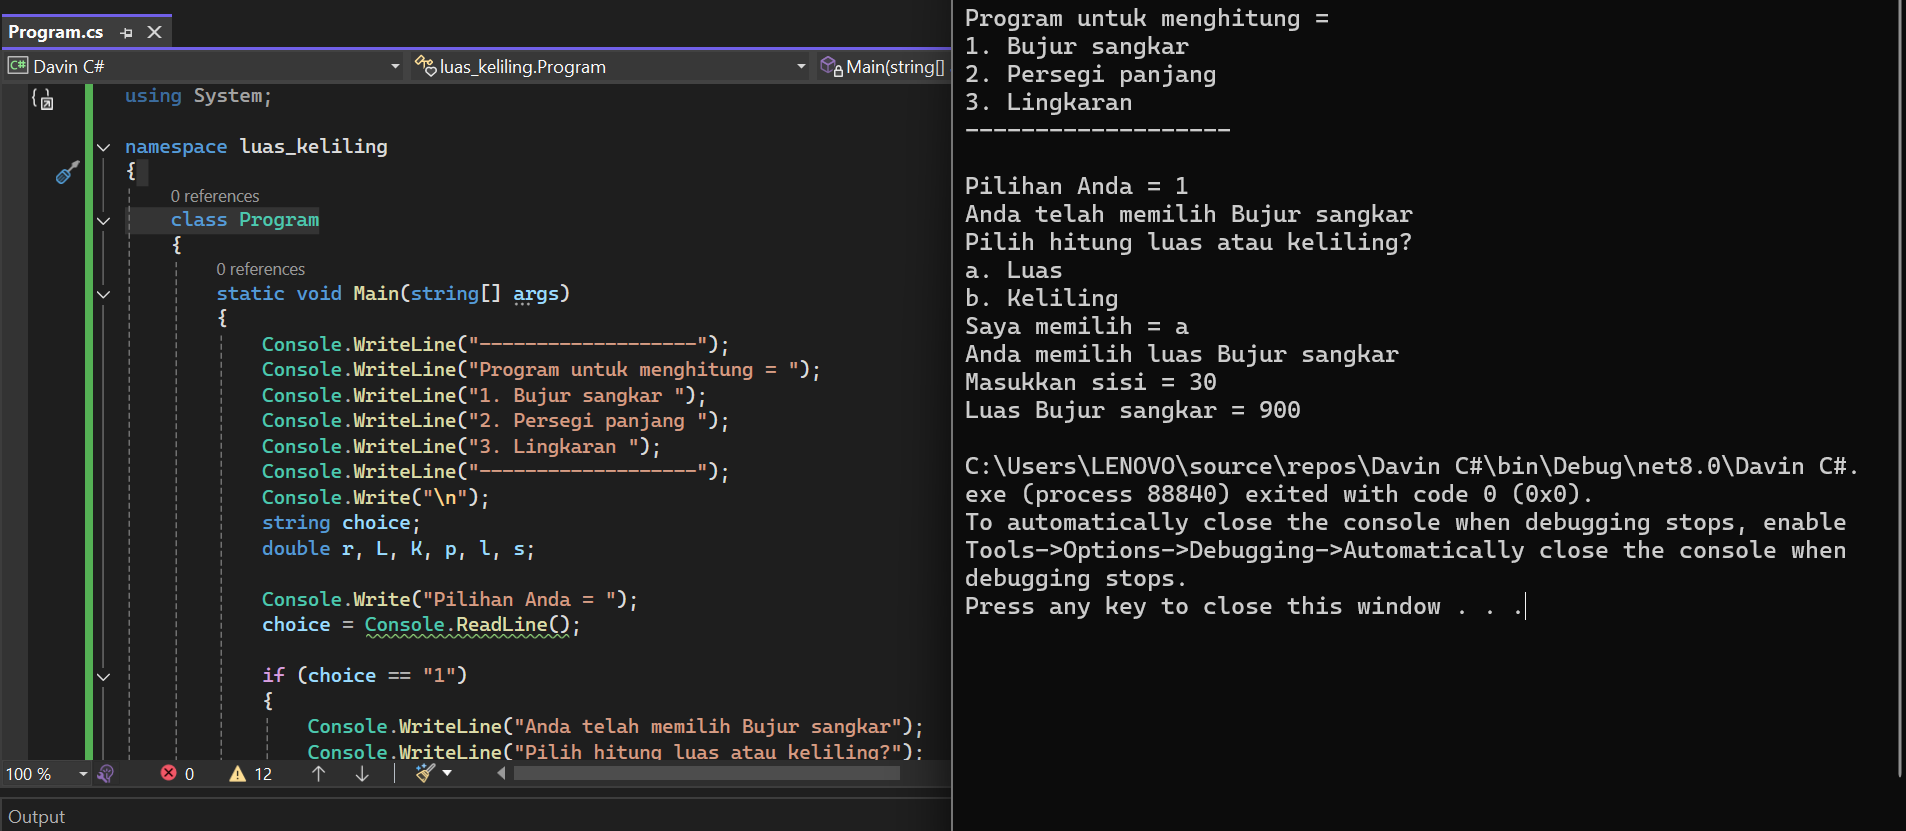 Program.cs
C# Davin C#
luas_keliling.Program
Main(string[]
using System;
namespace luas_keliling
{
0 references
class Program
{
0 references
static void Main(string[] args)
{
Console.WriteLine("-------------------");
Console.WriteLine("Program untuk menghitung = ");
Console.WriteLine("1. Bujur sangkar ");
Console.WriteLine("2. Persegi panjang ");
Console.WriteLine("3. Lingkaran ");
Console.WriteLine("-------------------");
Console.Write("\n");
string choice;
double r, L, K, p, l, s;
Console.Write("Pilihan Anda = ");
choice = Console.ReadLine();
if (choice == "1")
{
Console.WriteLine("Anda telah memilih Bujur sangkar");
Console.WriteLine("Pilih hitung luas atau keliling?");
100 %
0
12
Output
Program untuk menghitung =
1. Bujur sangkar
2. Persegi panjang
3. Lingkaran
-------------------
Pilihan Anda = 1
Anda telah memilih Bujur sangkar
Pilih hitung luas atau keliling?
a. Luas
b. Keliling
Saya memilih = a
Anda memilih luas Bujur sangkar
Masukkan sisi = 30
Luas Bujur sangkar = 900
C:\Users\LENOVO\source\repos\Davin C#\bin\Debug\net8.0\Davin C#.
exe (process 88840) exited with code 0 (0x0).
To automatically close the console when debugging stops, enable
Tools->Options->Debugging->Automatically close the console when
debugging stops.
Press any key to close this window . . .